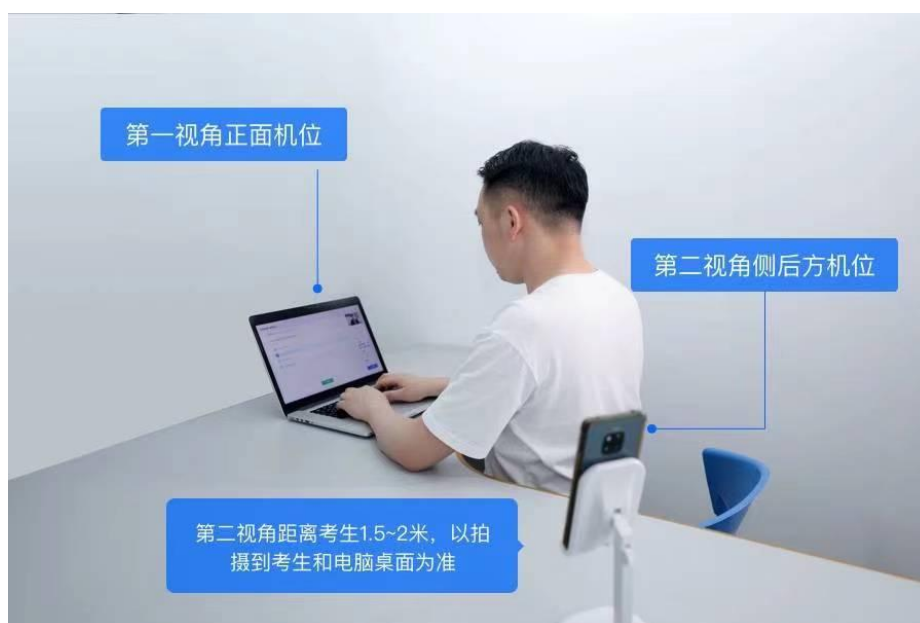 第一视角正面机位
第二视角侧后方机位
第二视角距离考生1.5~2米，以拍
摄到考生和电脑桌面为准